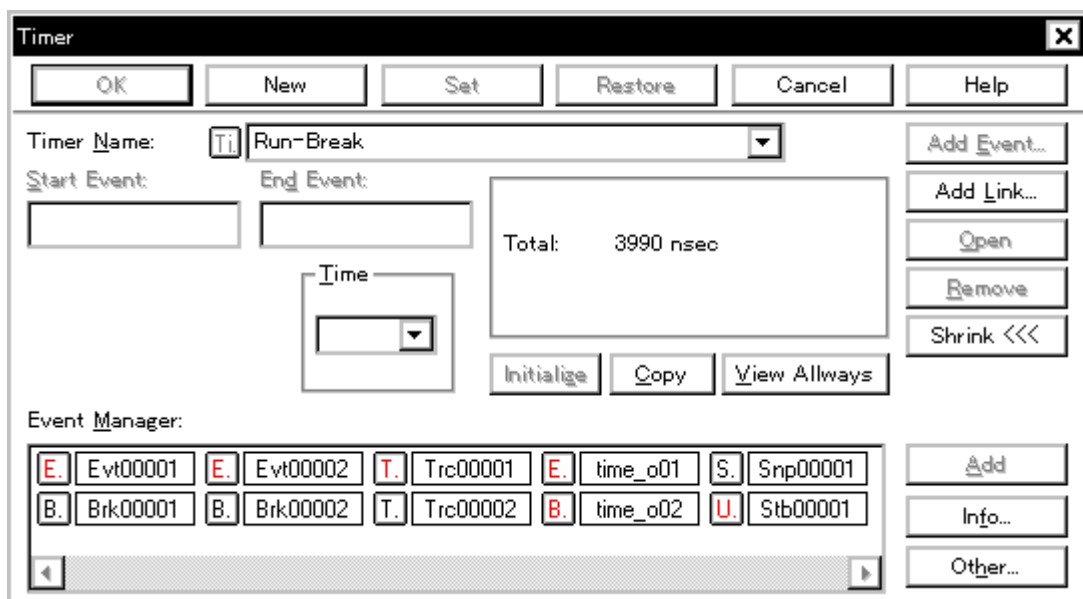 Timer
OK New Set Restore Cancel Help
Timer Name: Ti. Run-Break Add Event...
Start Event: End Event: Add Link...
Total: 3990 nsec Open
Time Remove
Shrink <<<
Initialize Copy View Allways
Event Manager:
E. Evt00001 E. Evt00002 T. Trc00001 E. time_o01 S. Snp00001 Add
B. Brk00001 B. Brk00002 T. Trc00002 B. time_o02 U. Stb00001 Info...
Other...